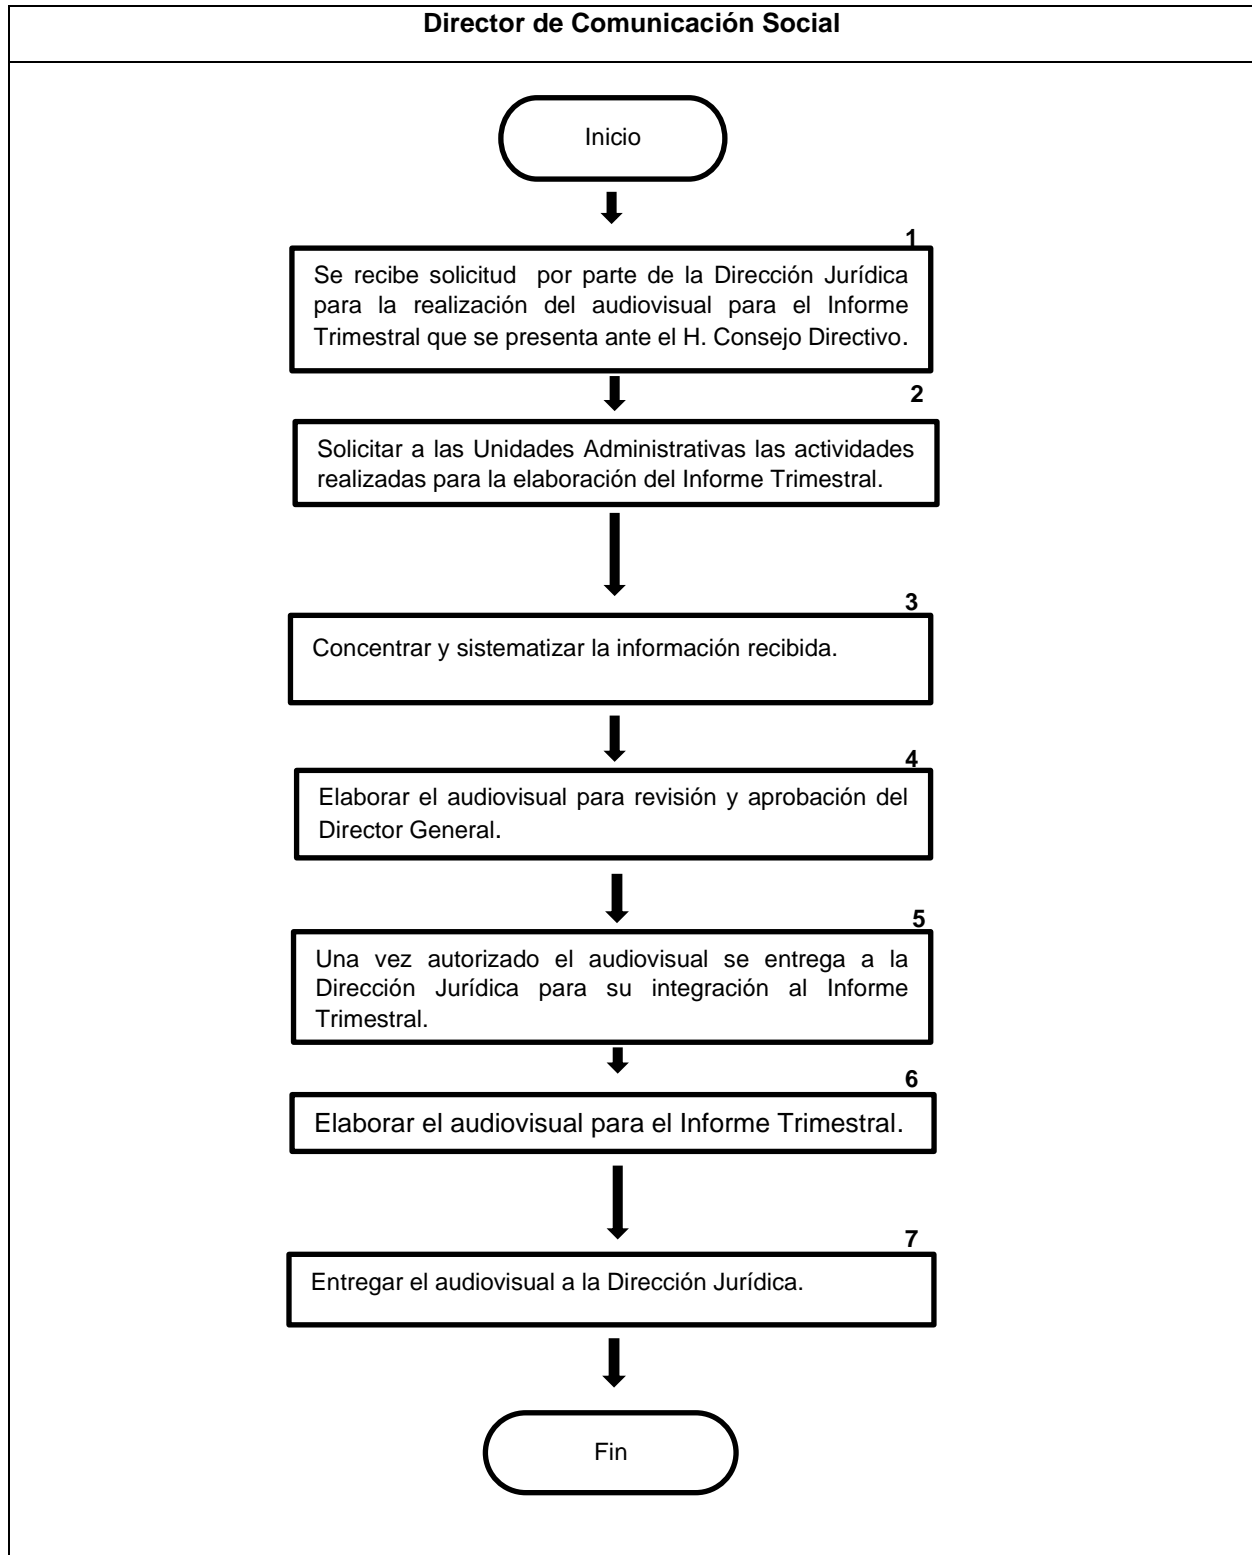 Director de Comunicación Social
Inicio
1
Se recibe solicitud por parte de la Dirección Jurídica
para la realización del audiovisual para el Informe
Trimestral que se presenta ante el H. Consejo Directivo.
2
Solicitar a las Unidades Administrativas las actividades
realizadas para la elaboración del Informe Trimestral.
3
Concentrar y sistematizar la información recibida.
4
Elaborar el audiovisual para revisión y aprobación del
Director General.
5
Una vez autorizado el audiovisual se entrega a la
Dirección Jurídica para su integración al Informe
Trimestral.
6
Elaborar el audiovisual para el Informe Trimestral.
7
Entregar el audiovisual a la Dirección Jurídica.
Fin